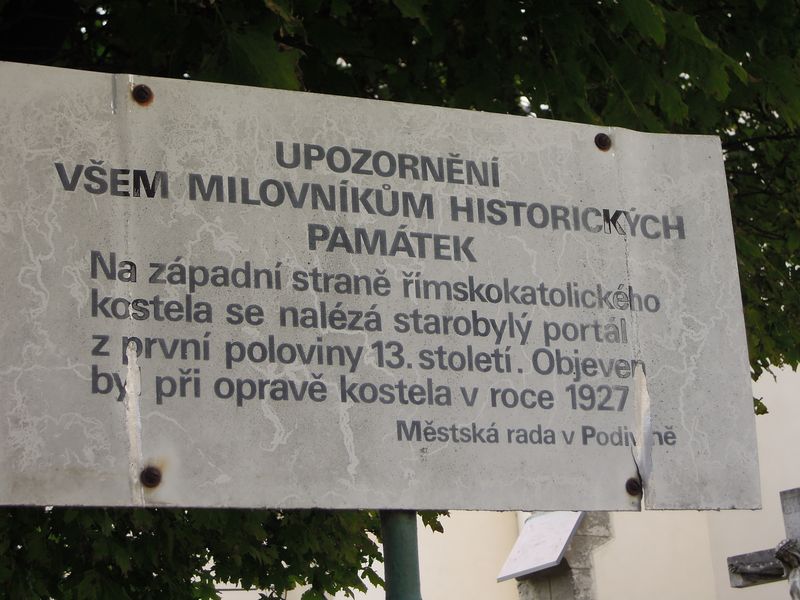 UPOZORNĚNÍ
VŠEM MILOVNÍKŮM HISTORICKÝCH
PAMÁTEK
Na západní straně římskokatolického
kostela se nalézá starobylý portál
z první poloviny 13. století. Objeven
byl při opravě kostela v roce 1927
Městská rada v Podivíně